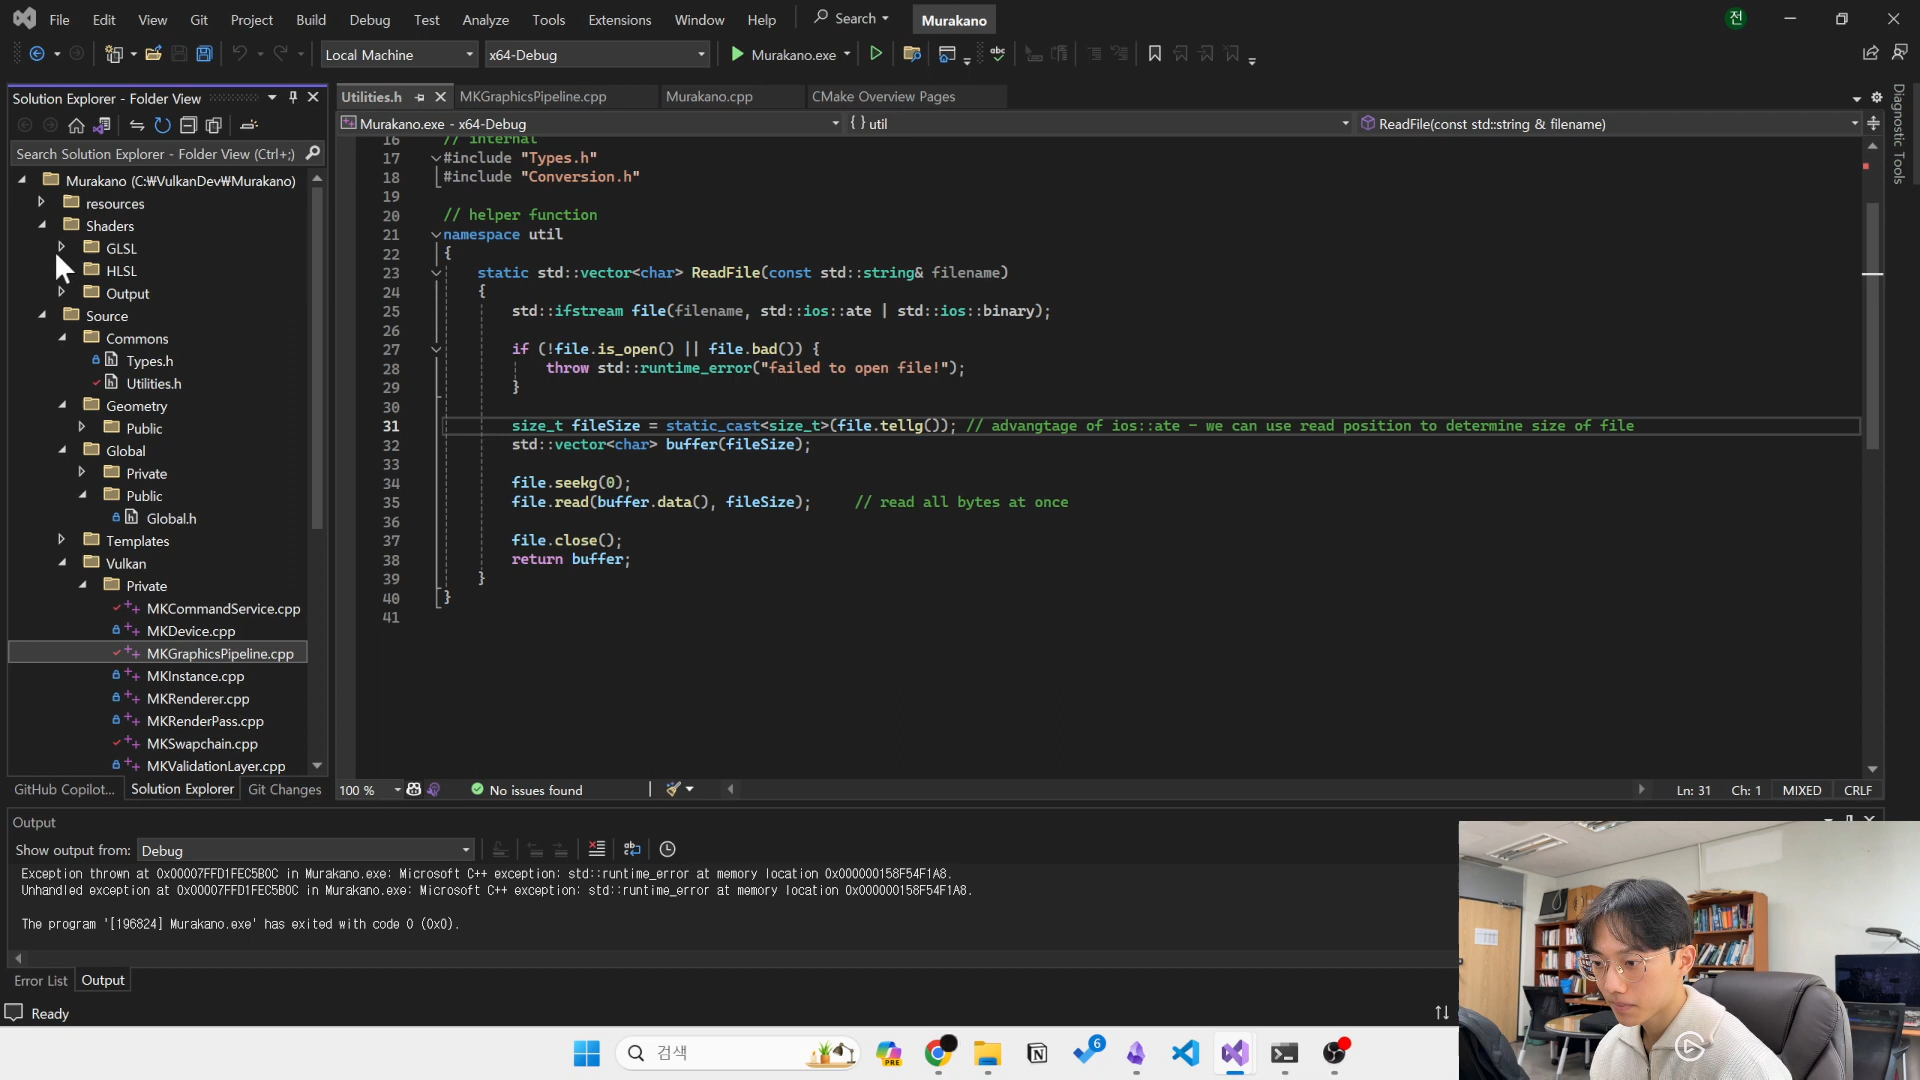 File Edit View Git Project Build Debug Test Analyze Tools Extensions Window Help Search Murakano 전
Local Machine x64-Debug Murakano.exe
Solution Explorer - Folder View
Utilities.h MKGraphicsPipeline.cpp Murakano.cpp CMake Overview Pages
Murakano.exe - x64-Debug { } util ReadFile(const std::string & filename)
Diagnostic Tools
Search Solution Explorer - Folder View (Ctrl+;)
Murakano (C:₩VulkanDev₩Murakano)
resources
Shaders
GLSL
HLSL
Output
Source
Commons
Types.h
Utilities.h
Geometry
Public
Global
Private
Public
Global.h
Templates
Vulkan
Private
MKCommandService.cpp
MKDevice.cpp
MKGraphicsPipeline.cpp
MKInstance.cpp
MKRenderer.cpp
MKRenderPass.cpp
MKSwapchain.cpp
MKValidationLayer.cpp
GitHub Copilot... Solution Explorer Git Changes
16 // internal
17 #include "Types.h"
18 #include "Conversion.h"
19
20 // helper function
21 namespace util
22 {
23 static std::vector<char> ReadFile(const std::string& filename)
24 {
25 std::ifstream file(filename, std::ios::ate | std::ios::binary);
26
27 if (!file.is_open() || file.bad()) {
28 throw std::runtime_error("failed to open file!");
29 }
30
31 size_t fileSize = static_cast<size_t>(file.tellg()); // advangtage of ios::ate - we can use read position to determine size of file
32 std::vector<char> buffer(fileSize);
33
34 file.seekg(0);
35 file.read(buffer.data(), fileSize); // read all bytes at once
36
37 file.close();
38 return buffer;
39 }
40 }
41
100 % No issues found Ln: 31 Ch: 1 MIXED CRLF
Output
Show output from: Debug
Exception thrown at 0x00007FFD1FEC5B0C in Murakano.exe: Microsoft C++ exception: std::runtime_error at memory location 0x000000158F54F1A8.
Unhandled exception at 0x00007FFD1FEC5B0C in Murakano.exe: Microsoft C++ exception: std::runtime_error at memory location 0x000000158F54F1A8.
The program '[196824] Murakano.exe' has exited with code 0 (0x0).
Error List Output
Ready
검색 PRE 6